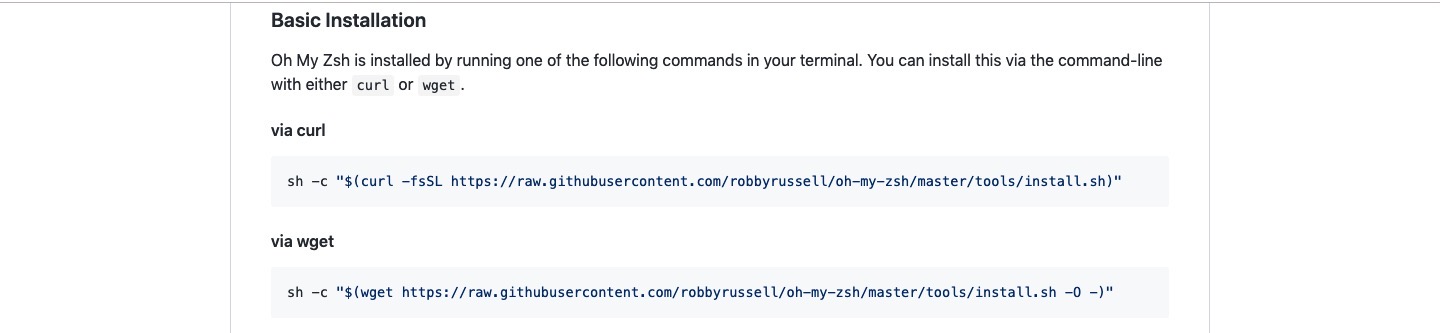 Basic Installation
Oh My Zsh is installed by running one of the following commands in your terminal. You can install this via the command-line
with either curl or wget .
via curl
sh -c "$(curl -fsSL https://raw.githubusercontent.com/robbyrussell/oh-my-zsh/master/tools/install.sh)"
via wget
sh -c "$(wget https://raw.githubusercontent.com/robbyrussell/oh-my-zsh/master/tools/install.sh -O -)"